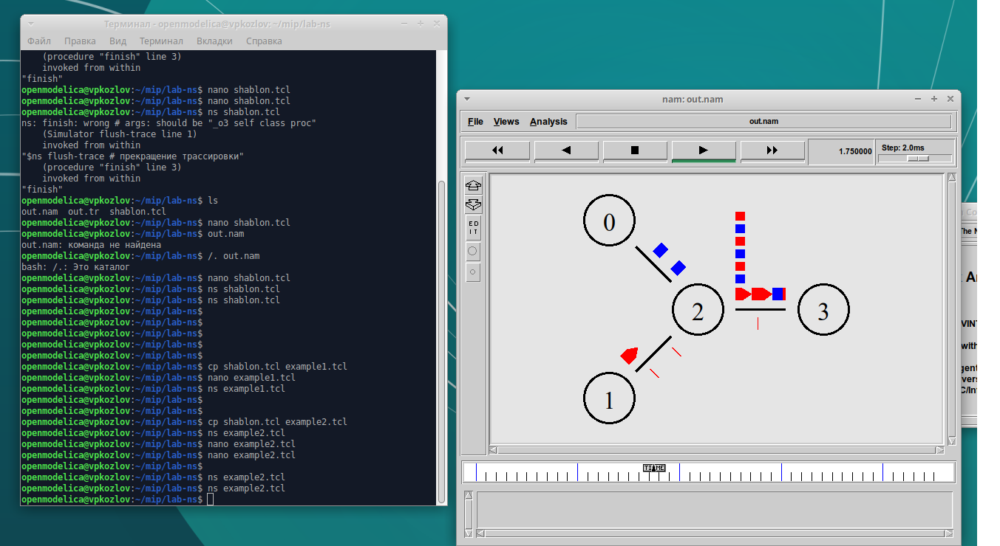 Терминал - openmodelica@vpkozlov: ~/mip/lab-ns
Файл Правка Вид Терминал Вкладки Справка
(procedure "finish" line 3)
invoked from within
"finish"
openmodelica@vpkozlov:~/mip/lab-ns$ nano shablon.tcl
openmodelica@vpkozlov:~/mip/lab-ns$ nano shablon.tcl
openmodelica@vpkozlov:~/mip/lab-ns$ ns shablon.tcl
ns: finish: wrong # args: should be "_o3 self class proc"
(Simulator flush-trace line 1)
invoked from within
"$ns flush-trace # прекращение трассировки"
(procedure "finish" line 3)
invoked from within
"finish"
openmodelica@vpkozlov:~/mip/lab-ns$ ls
out.nam out.tr shablon.tcl
openmodelica@vpkozlov:~/mip/lab-ns$ nano shablon.tcl
openmodelica@vpkozlov:~/mip/lab-ns$ out.nam
out.nam: команда не найдена
openmodelica@vpkozlov:~/mip/lab-ns$ /. out.nam
bash: /.: Это каталог
openmodelica@vpkozlov:~/mip/lab-ns$ nano shablon.tcl
openmodelica@vpkozlov:~/mip/lab-ns$ ns shablon.tcl
openmodelica@vpkozlov:~/mip/lab-ns$ ns shablon.tcl
openmodelica@vpkozlov:~/mip/lab-ns$
openmodelica@vpkozlov:~/mip/lab-ns$
openmodelica@vpkozlov:~/mip/lab-ns$
openmodelica@vpkozlov:~/mip/lab-ns$
openmodelica@vpkozlov:~/mip/lab-ns$
openmodelica@vpkozlov:~/mip/lab-ns$ cp shablon.tcl example1.tcl
openmodelica@vpkozlov:~/mip/lab-ns$ nano example1.tcl
openmodelica@vpkozlov:~/mip/lab-ns$ ns example1.tcl
openmodelica@vpkozlov:~/mip/lab-ns$
openmodelica@vpkozlov:~/mip/lab-ns$
openmodelica@vpkozlov:~/mip/lab-ns$ cp shablon.tcl example2.tcl
openmodelica@vpkozlov:~/mip/lab-ns$ ns example2.tcl
openmodelica@vpkozlov:~/mip/lab-ns$ nano example2.tcl
openmodelica@vpkozlov:~/mip/lab-ns$ nano example2.tcl
openmodelica@vpkozlov:~/mip/lab-ns$
openmodelica@vpkozlov:~/mip/lab-ns$ ns example2.tcl
openmodelica@vpkozlov:~/mip/lab-ns$ ns example2.tcl
openmodelica@vpkozlov:~/mip/lab-ns$
nam: out.nam
File Views Analysis out.nam
1.750000 Step: 2.0ms
ED
IT
0
2
3
1
TIME